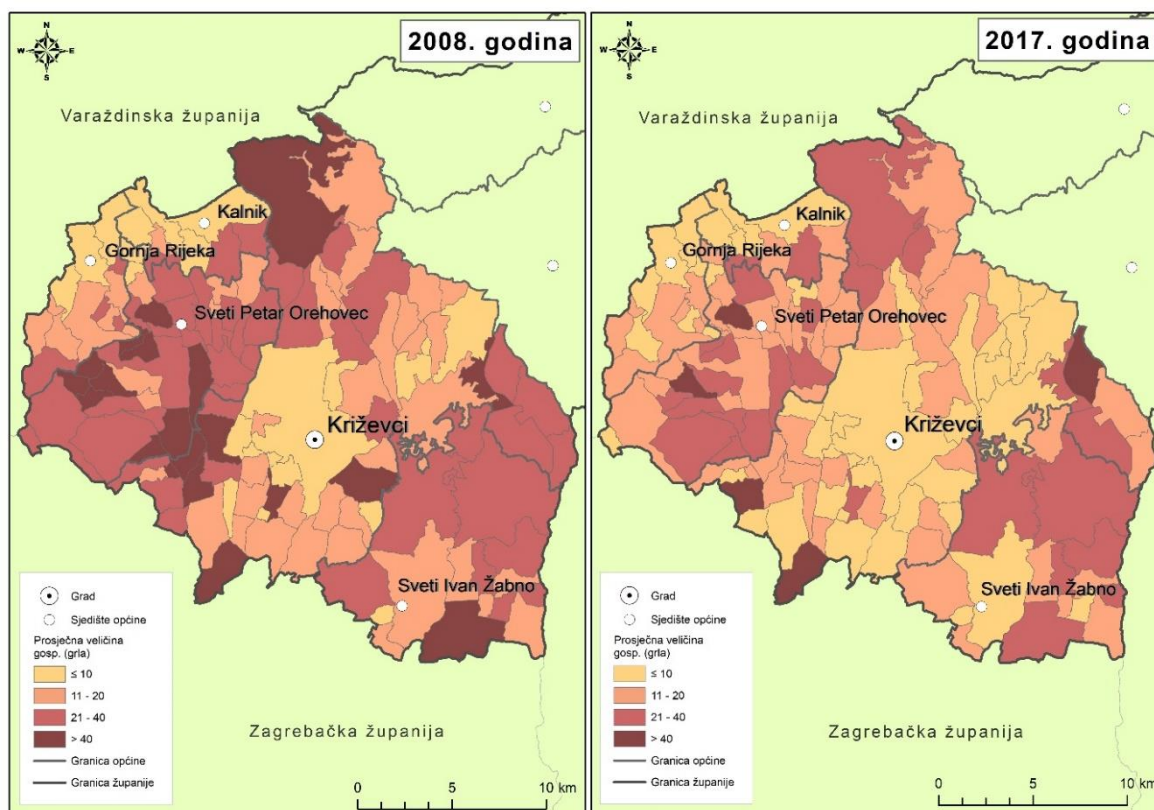 2008. godina
N
W E
S
Varaždinska županija
Kalnik
Gornja Rijeka
Sveti Petar Orehovec
Križevci
Sveti Ivan Žabno
Zagrebačka županija
Grad
Sjedište općine
Prosječna veličina
gosp. (grla)
≤ 10
11 - 20
21 - 40
> 40
Granica općine
Granica županije
0 5 10 km
2017. godina
N
W E
S
Varaždinska županija
Kalnik
Gornja Rijeka
Sveti Petar Orehovec
Križevci
Sveti Ivan Žabno
Zagrebačka županija
Grad
Sjedište općine
Prosječna veličina
gosp. (grla)
≤ 10
11 - 20
21 - 40
> 40
Granica općine
Granica županije
0 5 10 km